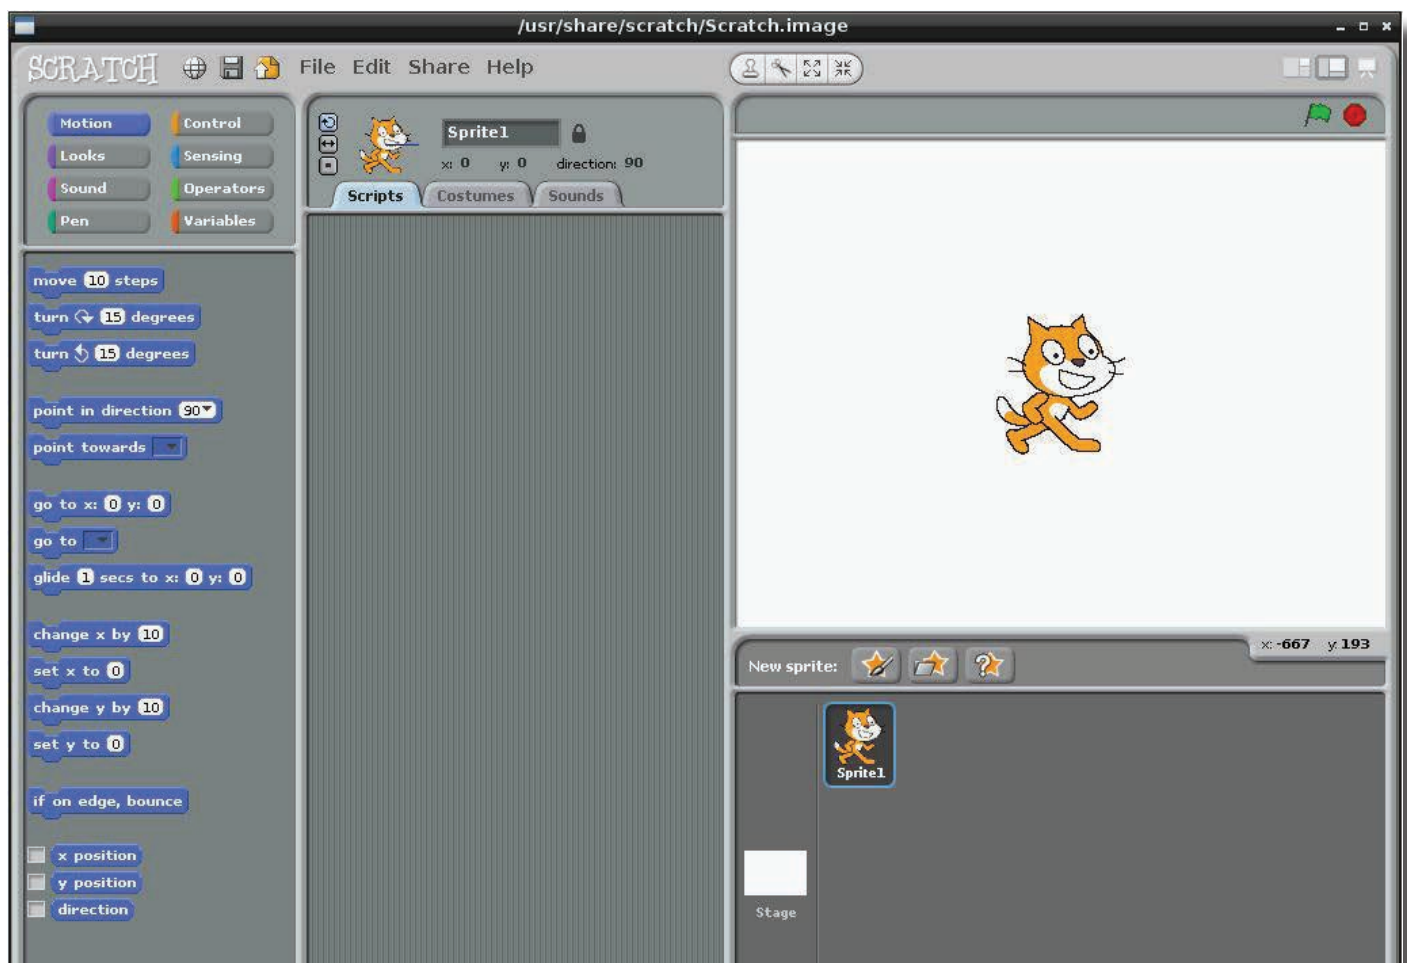 /usr/share/scratch/Scratch.image
SCRATCH File Edit Share Help
Motion Control
Looks Sensing
Sound Operators
Pen Variables
move 10 steps
turn 15 degrees
turn 15 degrees
point in direction 90
point towards
go to x: 0 y: 0
go to
glide 1 secs to x: 0 y: 0
change x by 10
set x to 0
change y by 10
set y to 0
if on edge, bounce
x position
y position
direction
Sprite1
x: 0 y: 0 direction: 90
Scripts Costumes Sounds
x: -667 y: 193
New sprite:
Sprite1
Stage